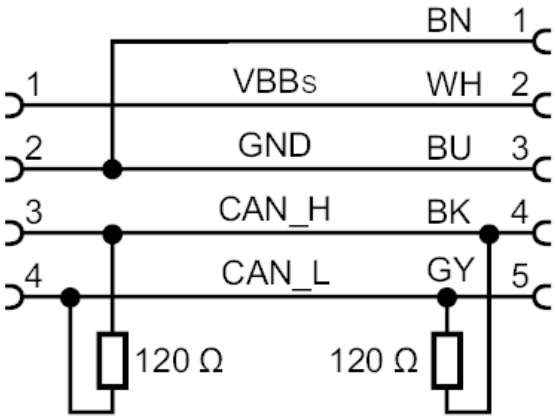 BN 1
1 VBBs WH 2
2 GND BU 3
3 CAN_H BK 4
4 CAN_L GY 5
120 Ω 120 Ω